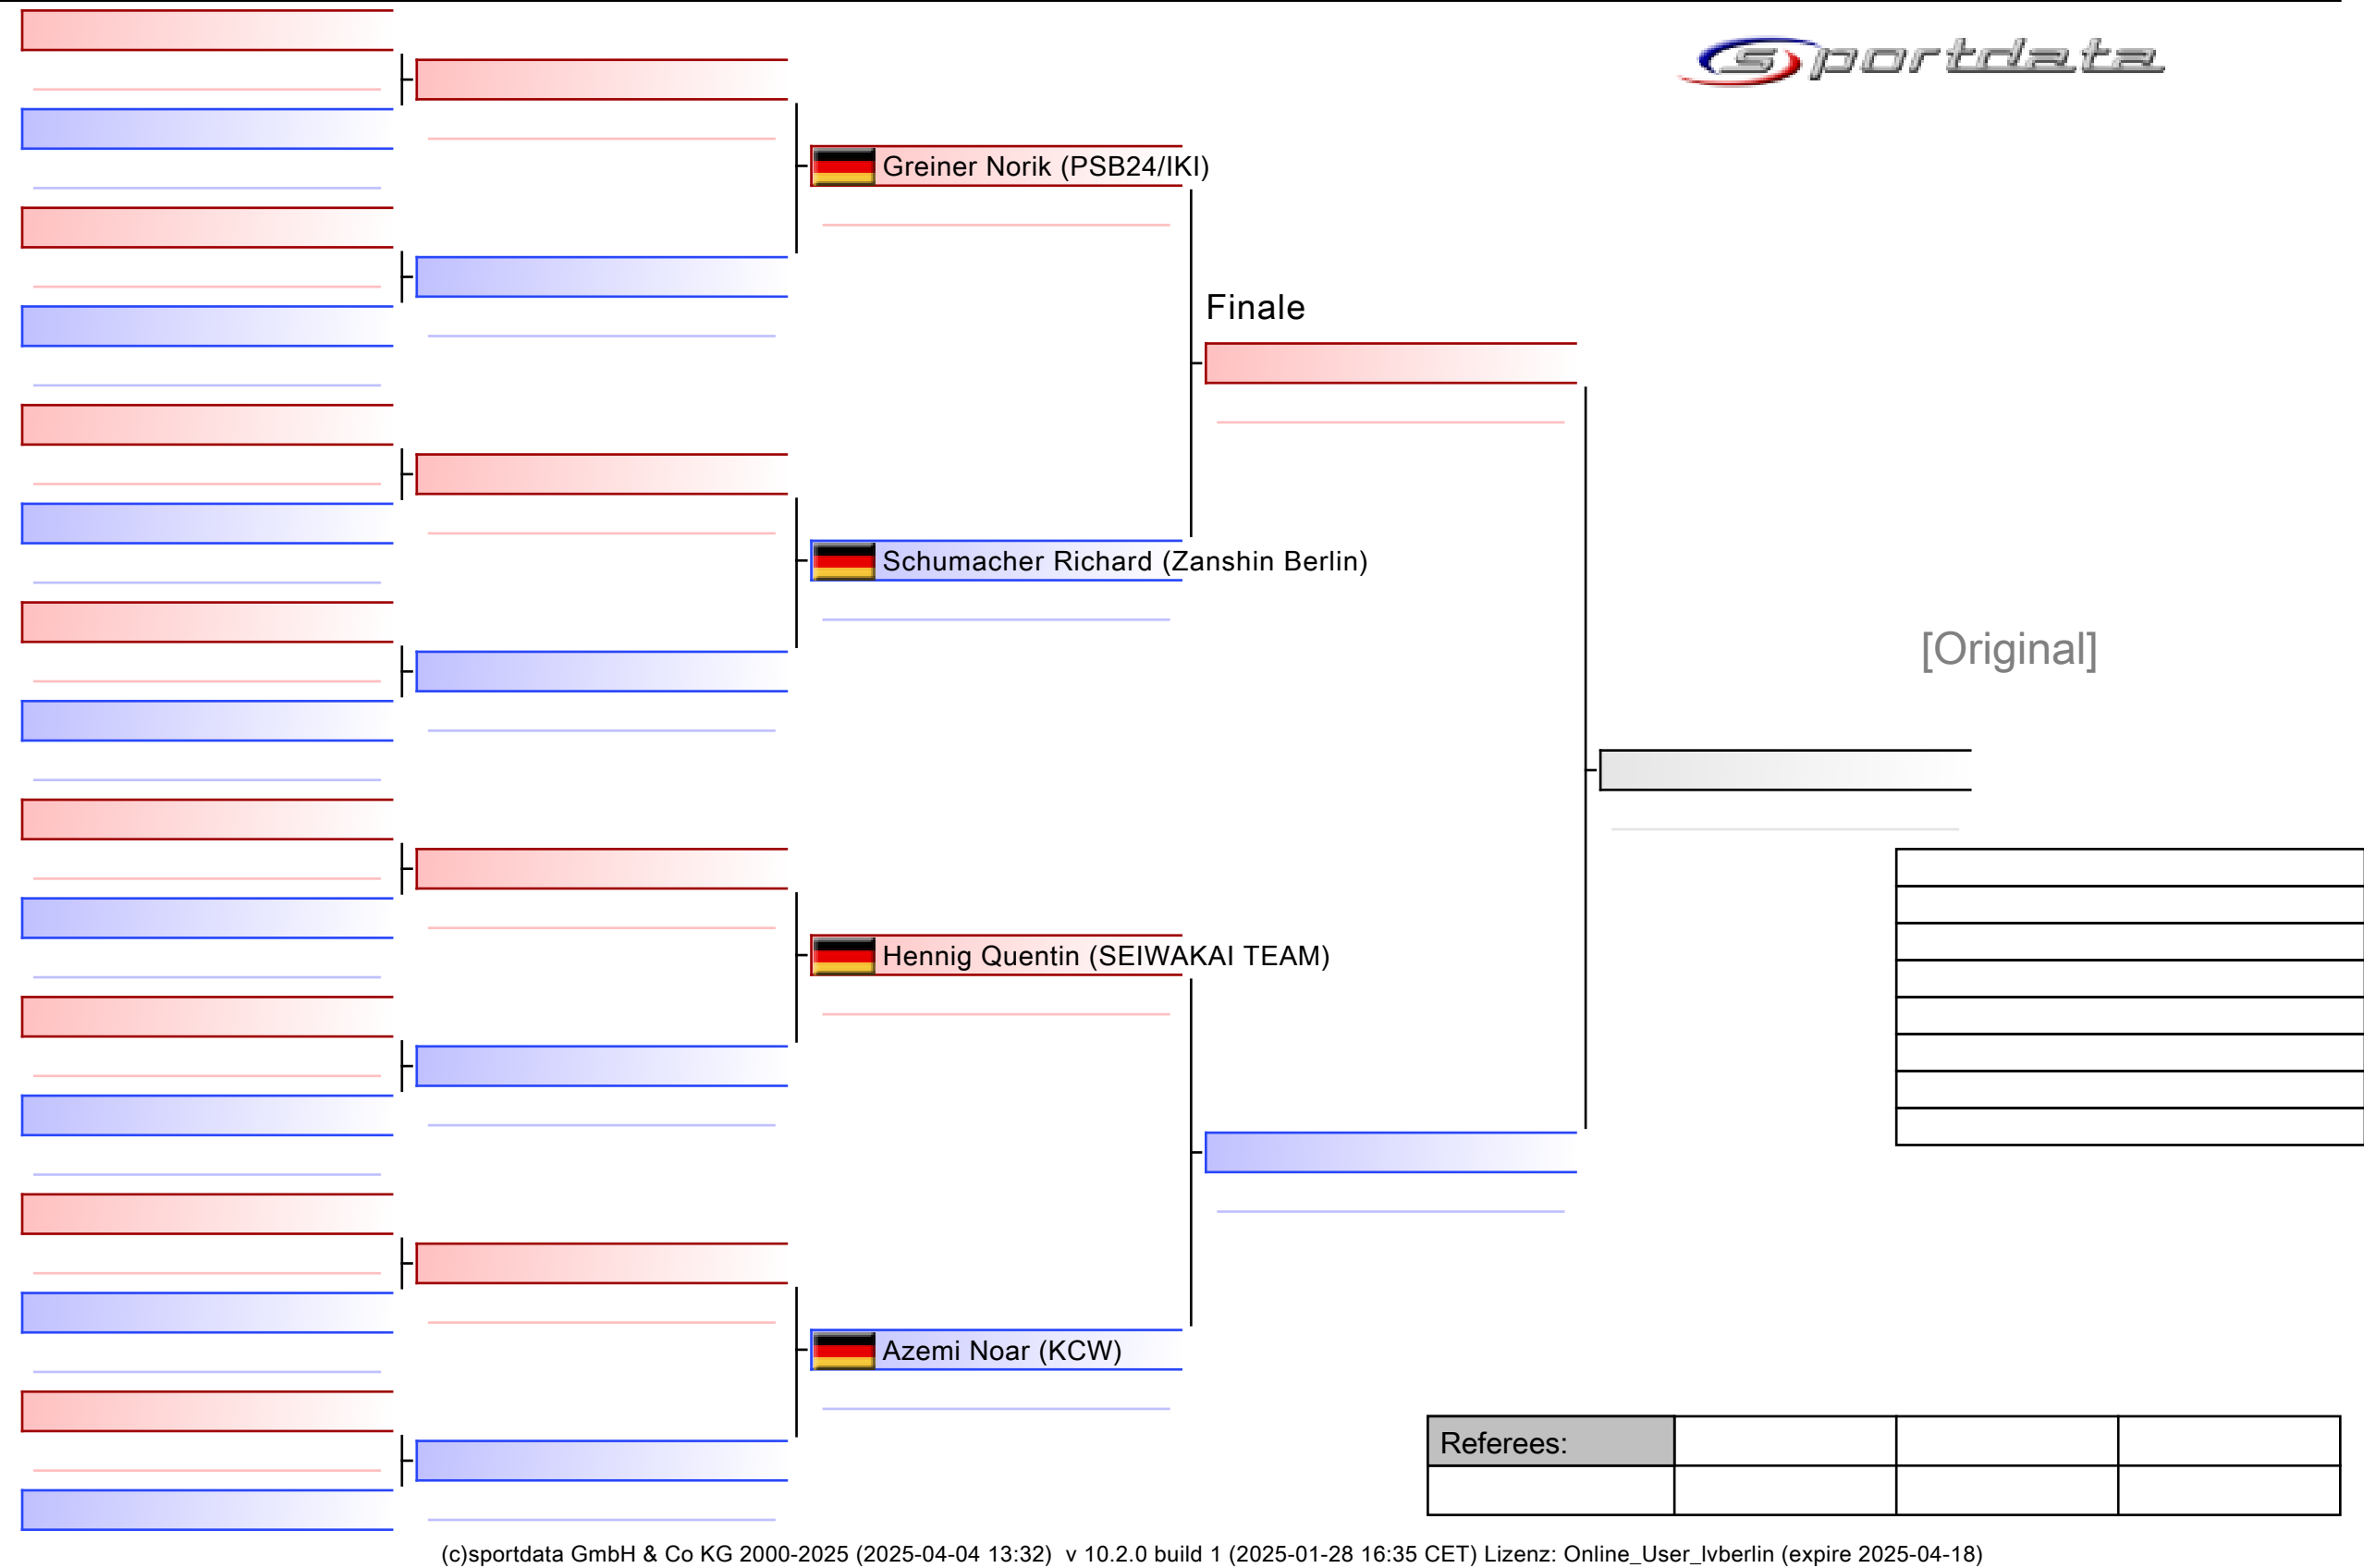 sportdata
Greiner Norik (PSB24/IKI)
Finale
Schumacher Richard (Zanshin Berlin)
[Original]
Hennig Quentin (SEIWAKAI TEAM)
Azemi Noar (KCW)
Referees:
(c)sportdata GmbH & Co KG 2000-2025 (2025-04-04 13:32)  v 10.2.0 build 1 (2025-01-28 16:35 CET) Lizenz: Online_User_lvberlin (expire 2025-04-18)